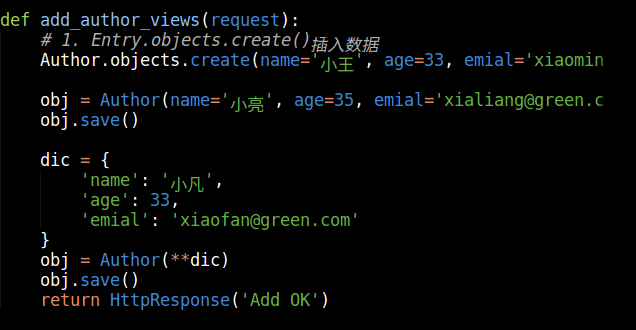 def add_author_views(request):
# 1. Entry.objects.create()插入数据
Author.objects.create(name='小王', age=33, emial='xiaomin
obj = Author(name='小亮', age=35, emial='xialiang@green.c
obj.save()
dic = {
'name': '小凡',
'age': 33,
'emial': 'xiaofan@green.com'
}
obj = Author(**dic)
obj.save()
return HttpResponse('Add OK')